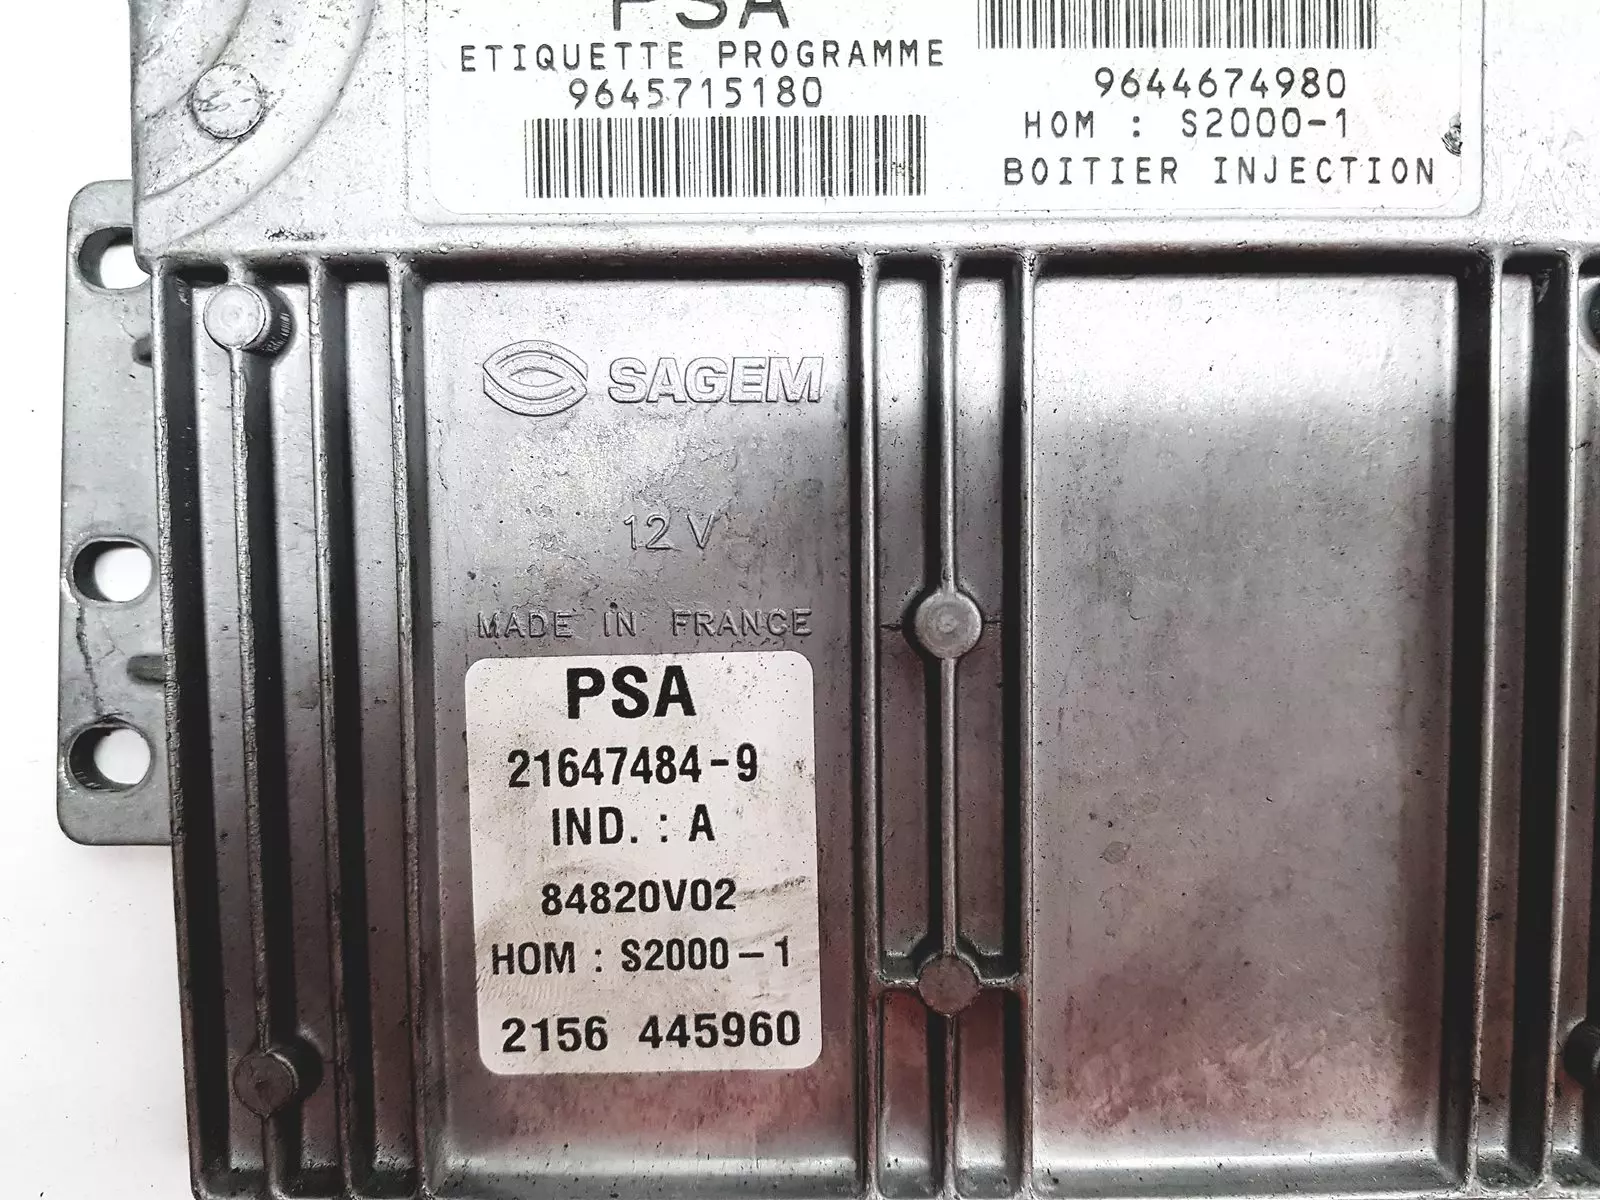 PSA
ETIQUETTE PROGRAMME
9645715180
9644674980
HOM : S2000-1
BOITIER INJECTION
SAGEM
12 V
MADE IN FRANCE
PSA
21647484-9
IND. : A
84820V02
HOM : S2000-1
2156 445960